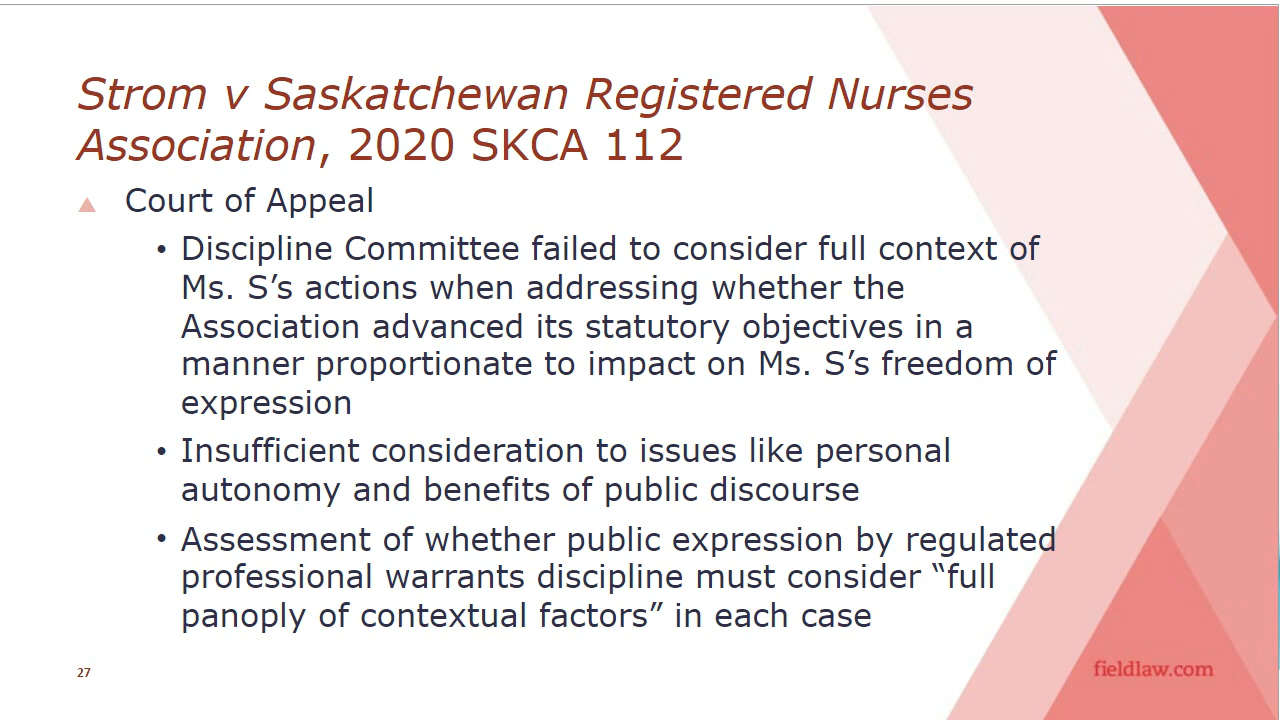 Strom v Saskatchewan Registered Nurses
Association, 2020 SKCA 112
Court of Appeal
• Discipline Committee failed to consider full context of
Ms. S’s actions when addressing whether the
Association advanced its statutory objectives in a
manner proportionate to impact on Ms. S’s freedom of
expression
• Insufficient consideration to issues like personal
autonomy and benefits of public discourse
• Assessment of whether public expression by regulated
professional warrants discipline must consider “full
panoply of contextual factors” in each case
27
fieldlaw.com